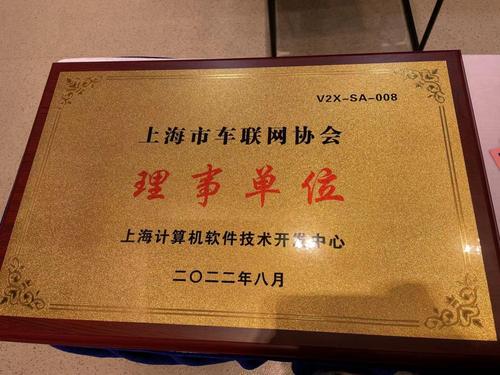 V2X-SA-008
上海市车联网协会
理事单位
上海计算机软件技术开发中心
二〇二二年八月